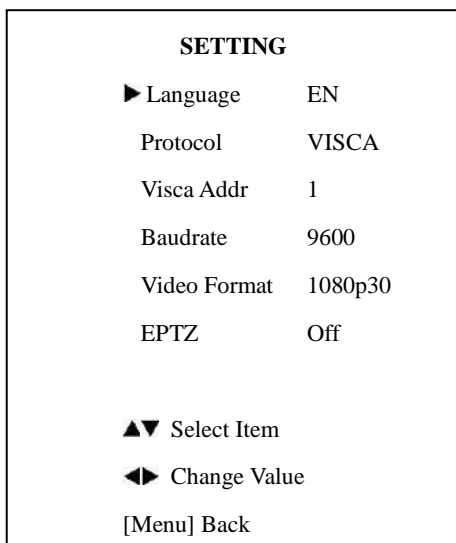 SETTING
▶ Language EN
Protocol VISCA
Visca Addr 1
Baudrate 9600
Video Format 1080p30
EPTZ Off
▲▼ Select Item
◀▶ Change Value
[Menu] Back